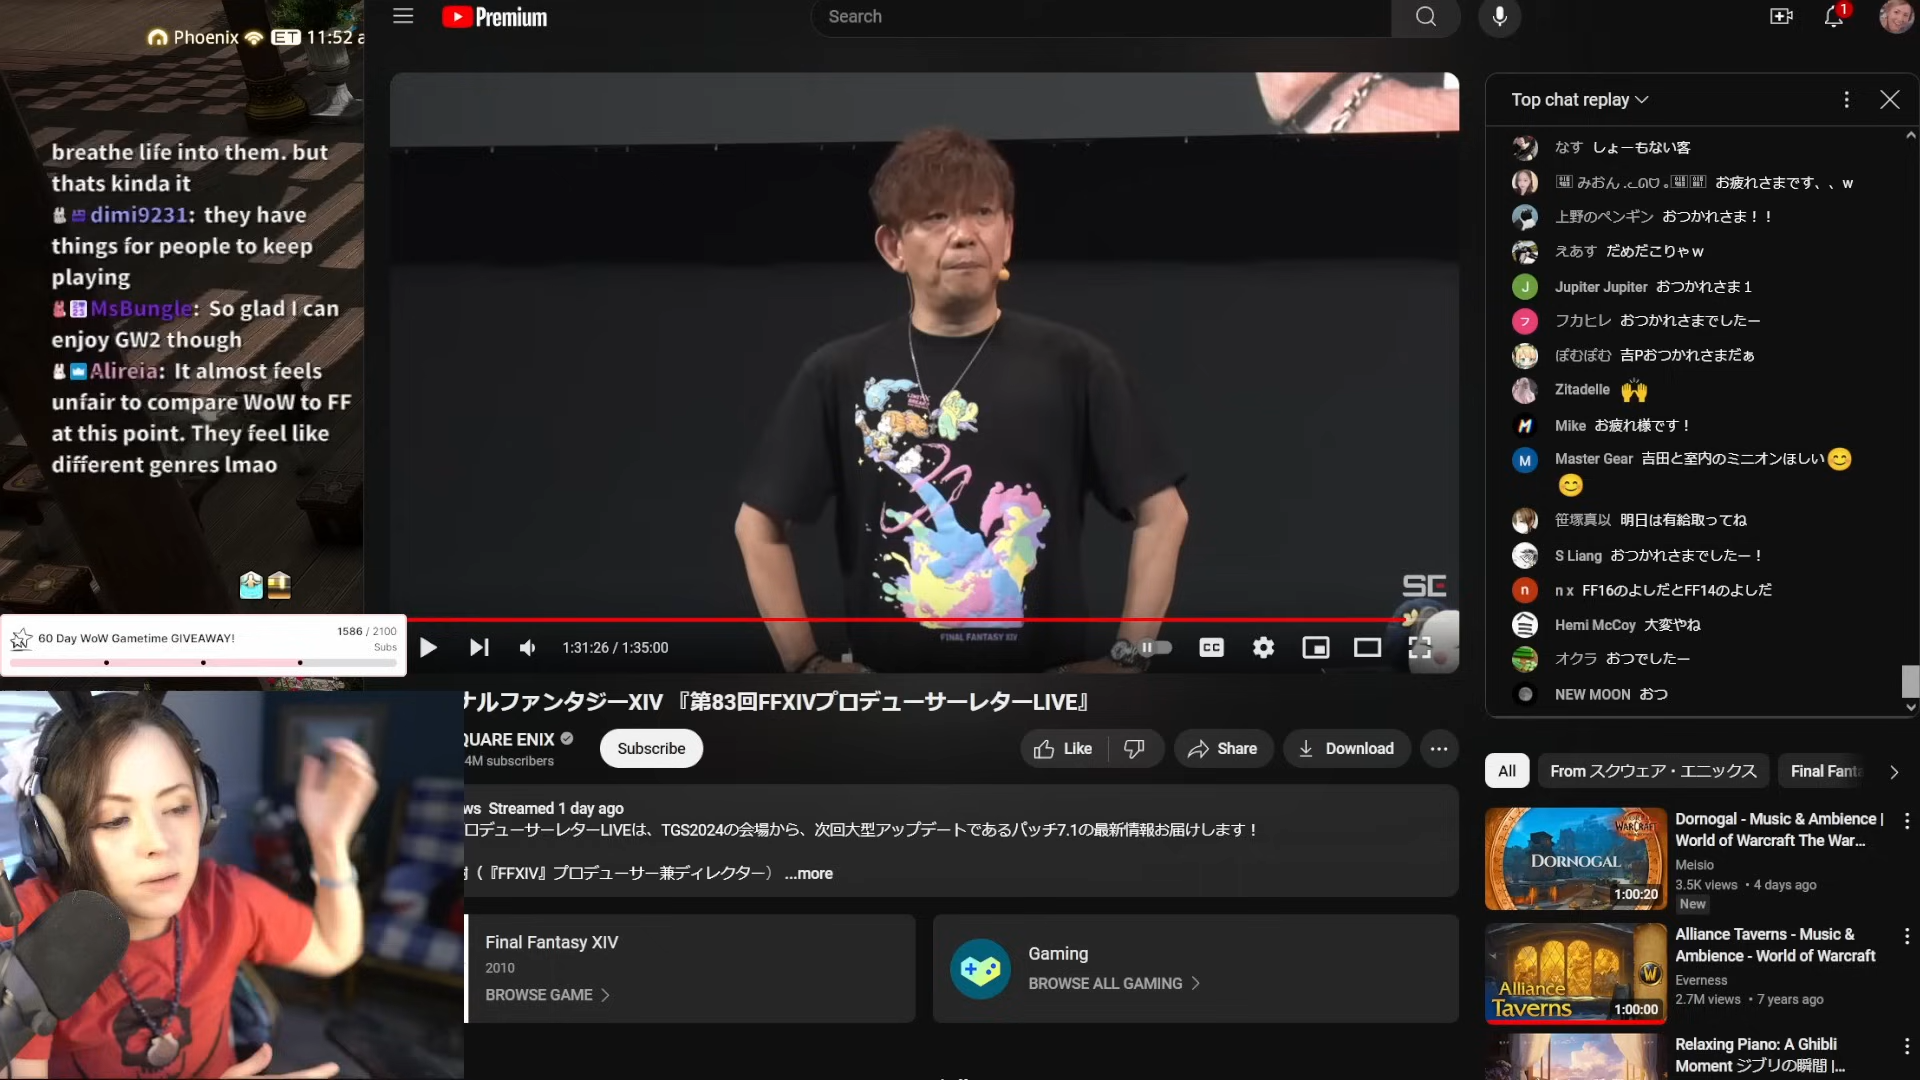 Phoenix ET 11:52 a
breathe life into them. but
thats kinda it
dimi9231: they have
things for people to keep
playing
MsBungle: So glad I can
enjoy GW2 though
Alireia: It almost feels
unfair to compare WoW to FF
at this point. They feel like
different genres lmao
60 Day WoW Gametime GIVEAWAY!
1586 / 2100
Subs
Premium
Search
1
FINAL FANTASY XIV
1:31:26 / 1:35:00
CC
ナルファンタジーXIV 『第83回FFXIVプロデューサーレターLIVE』
QUARE ENIX
4M subscribers
Subscribe
Like
Share
Download
ws Streamed 1 day ago
ロデューサーレターLIVEは、TGS2024の会場から、次回大型アップデートであるパッチ7.1の最新情報お届けします！
（『FFXIV』プロデューサー兼ディレクター） ...more
Final Fantasy XIV
2010
BROWSE GAME
Gaming
BROWSE ALL GAMING
Top chat replay
なす しょーもない客
みおん お疲れさまです、、w
上野のペンギン おつかれさま！！
えあす だめだこりゃｗ
J
Jupiter Jupiter おつかれさま１
フ
フカヒレ おつかれさまでしたー
ぽむぽむ 吉Pおつかれさまだぁ
Zitadelle
Mike お疲れ様です！
M
Master Gear 吉田と室内のミニオンほしい
笹塚真以 明日は有給取ってね
S Liang おつかれさまでしたー！
n
n x FF16のよしだとFF14のよしだ
Hemi McCoy 大変やね
オクラ おつでしたー
NEW MOON おつ
All
From スクウェア・エニックス
Final Fanta
DORNOGAL
1:00:20
Dornogal - Music & Ambience |
World of Warcraft The War...
Meisio
3.5K views • 4 days ago
New
Alliance
Taverns
1:00:00
Alliance Taverns - Music &
Ambience - World of Warcraft
Everness
2.7M views • 7 years ago
Relaxing Piano: A Ghibli
Moment ジブリの瞬間 |...